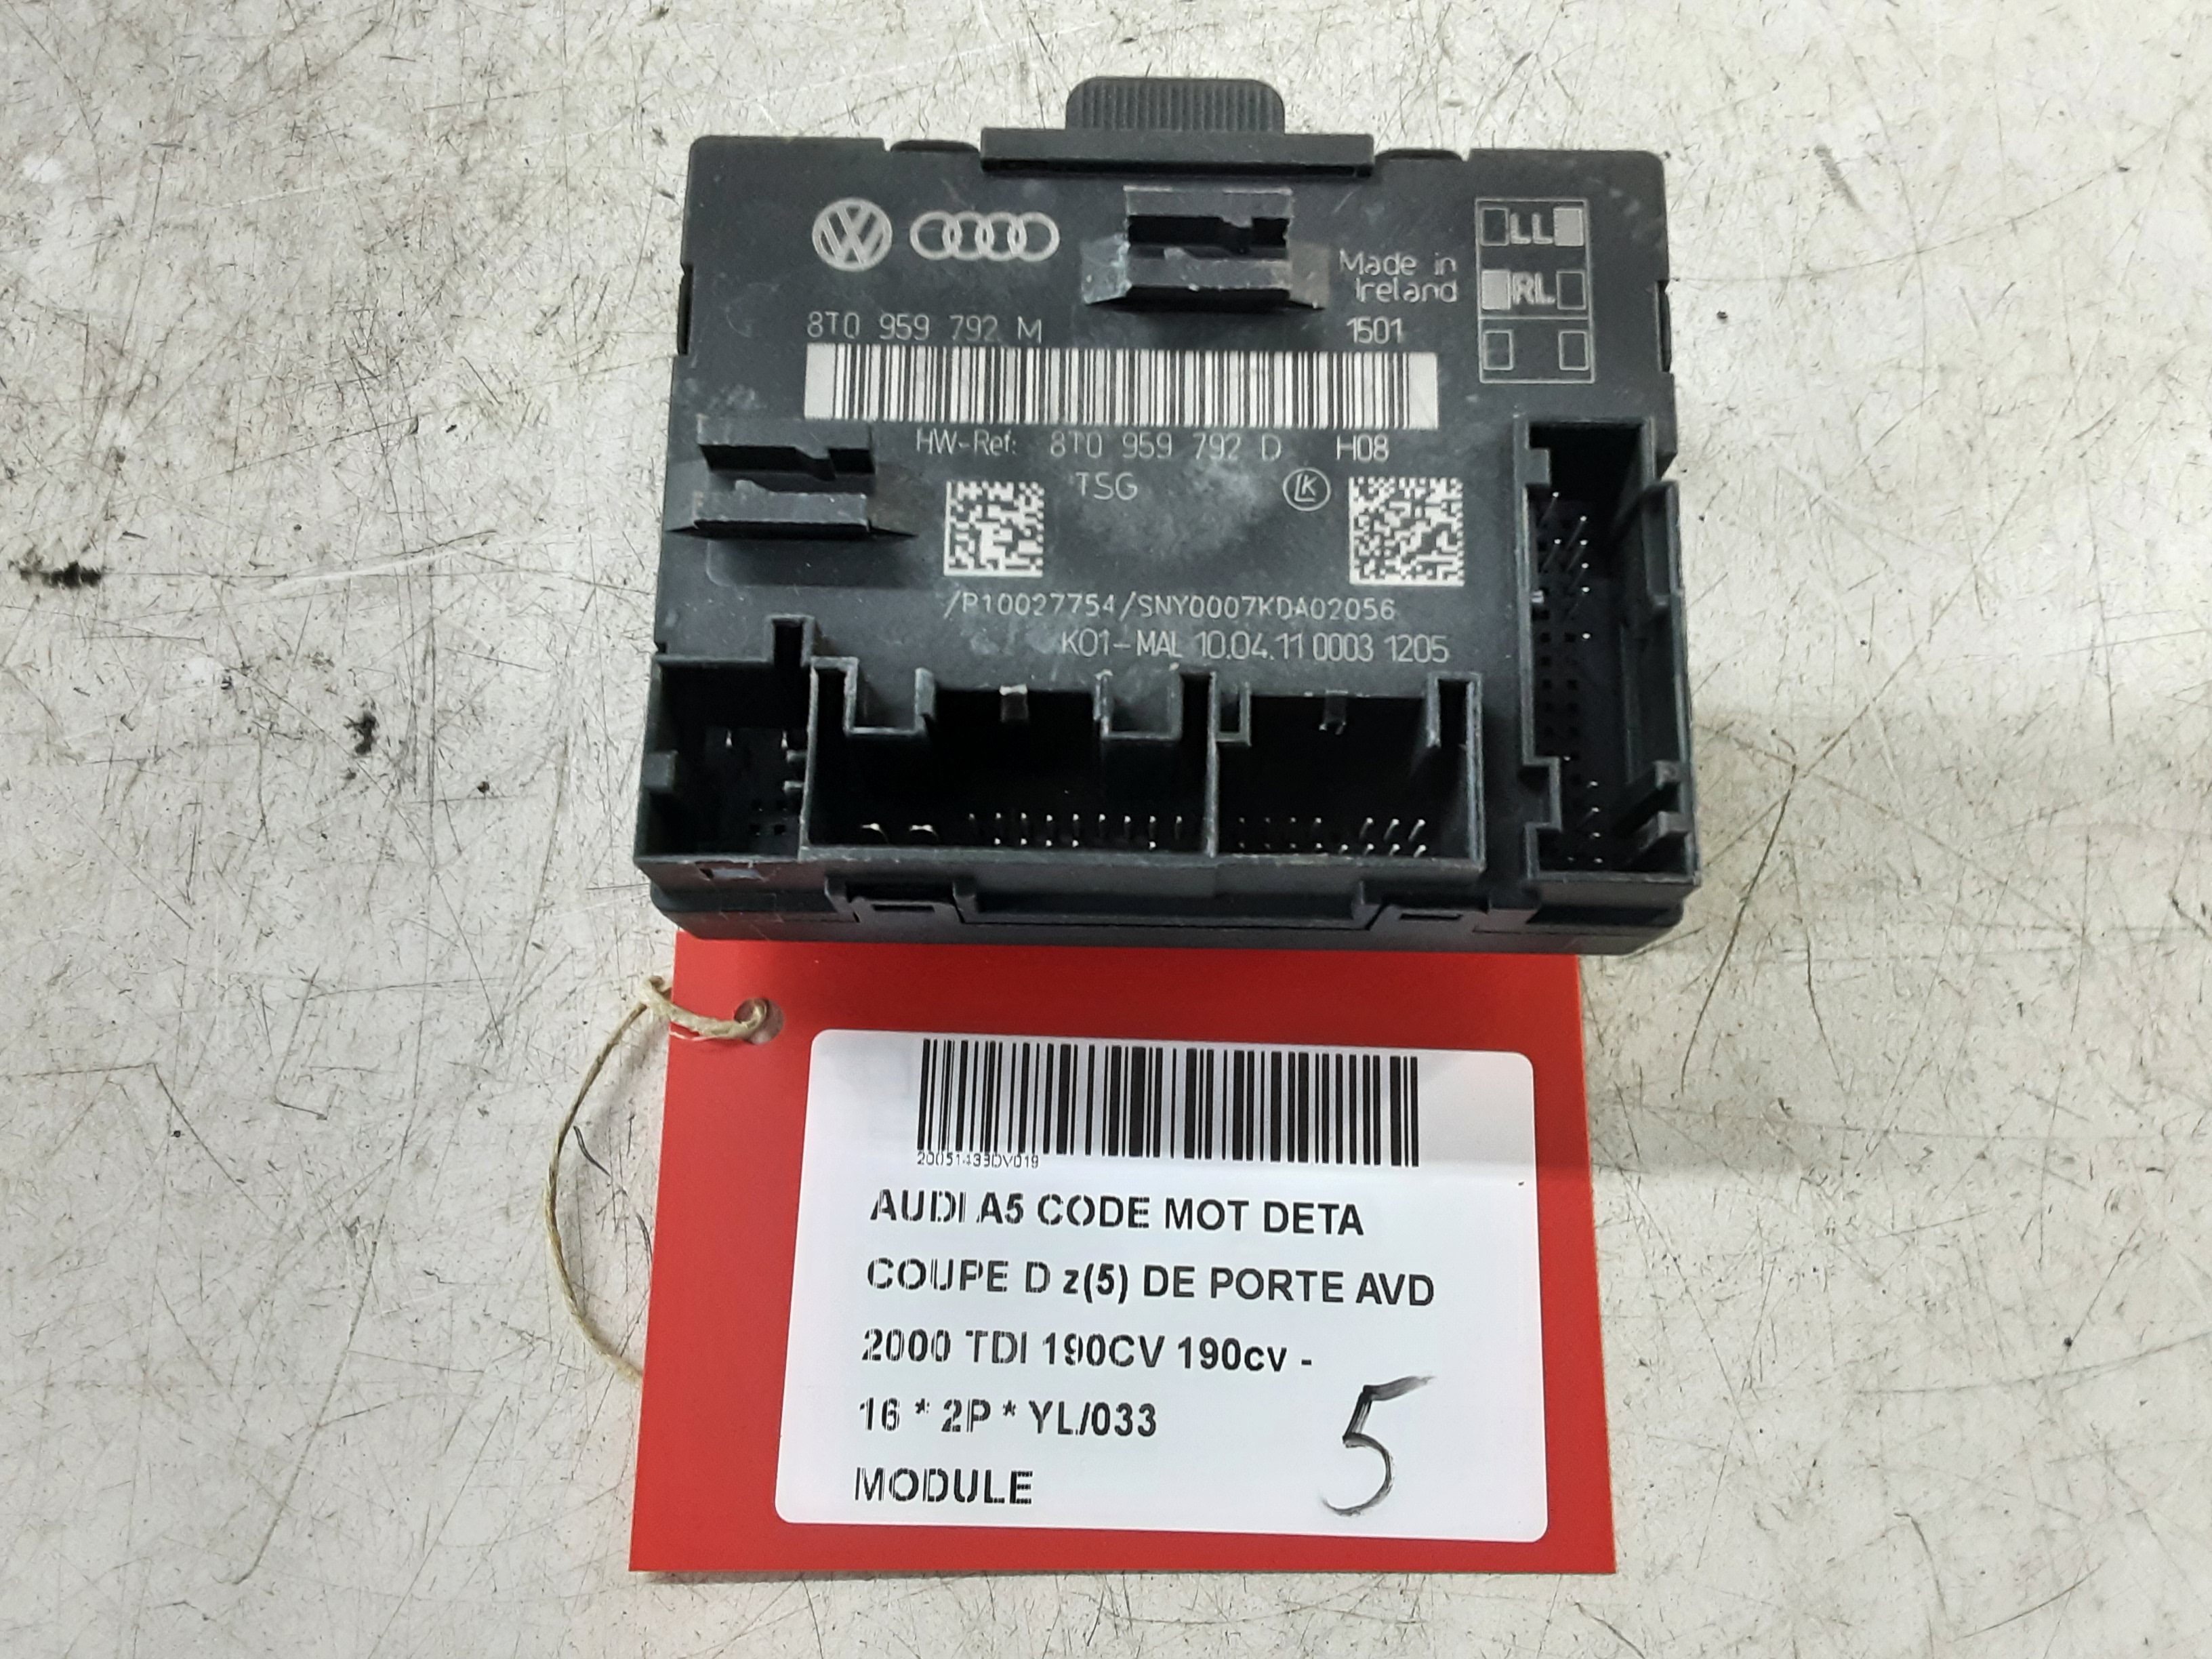 LL
Made in
Ireland
RL
8T0 959 792 M
1501
HW-Ref: 8T0 959 792 D H08
TSG
LK
/P10027754/SNY0007KDA02056
K01-MAL 10.04.11 0003 1205
20051433DV019
AUDI A5 CODE MOT DETA
COUPE D z(5) DE PORTE AVD
2000 TDI 190CV 190cv -
16 * 2P * YL/033
MODULE
5